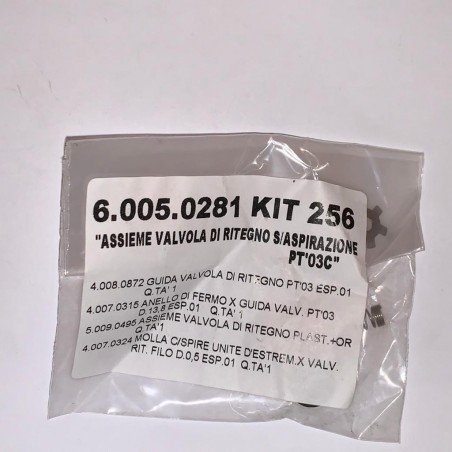 6.005.0281 KIT 256
"ASSIEME VALVOLA DI RITEGNO S/ASPIRAZIONE
PT'03C"
4.008.0872 GUIDA VALVOLA DI RITEGNO PT'03 ESP.01
Q.TA' 1
4.007.0315 ANELLO DI FERMO X GUIDA VALV. PT'03
D.13,8 ESP.01 Q.TA' 1
5.009.0495 ASSIEME VALVOLA DI RITEGNO PLAST.+OR
Q.TA'1
4.007.0324 MOLLA C/SPIRE UNITE D'ESTREM.X VALV.
RIT. FILO D.0,5 ESP.01 Q.TA'1